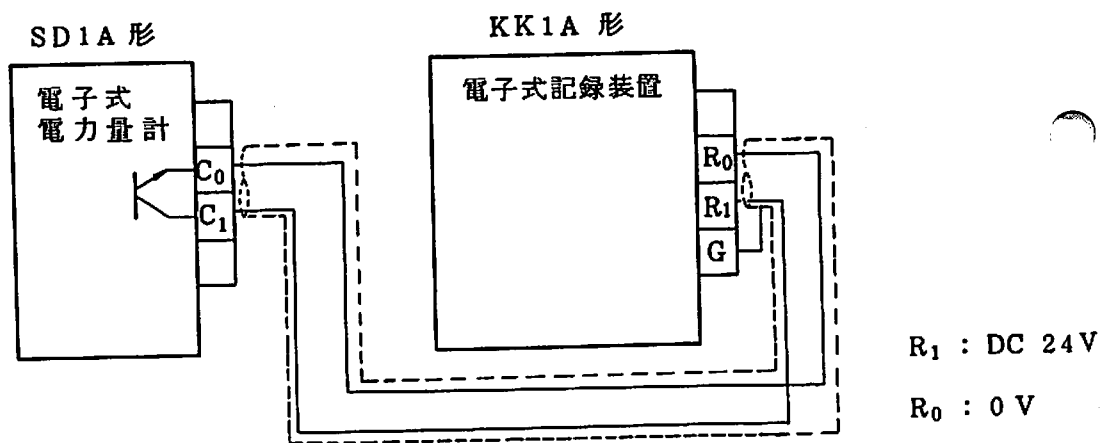 SD1A 形
KK1A 形
電子式
電力量計
C₀
C₁
電子式記録装置
R₀
R₁
G
R₁ : DC 24V
R₀ : 0V